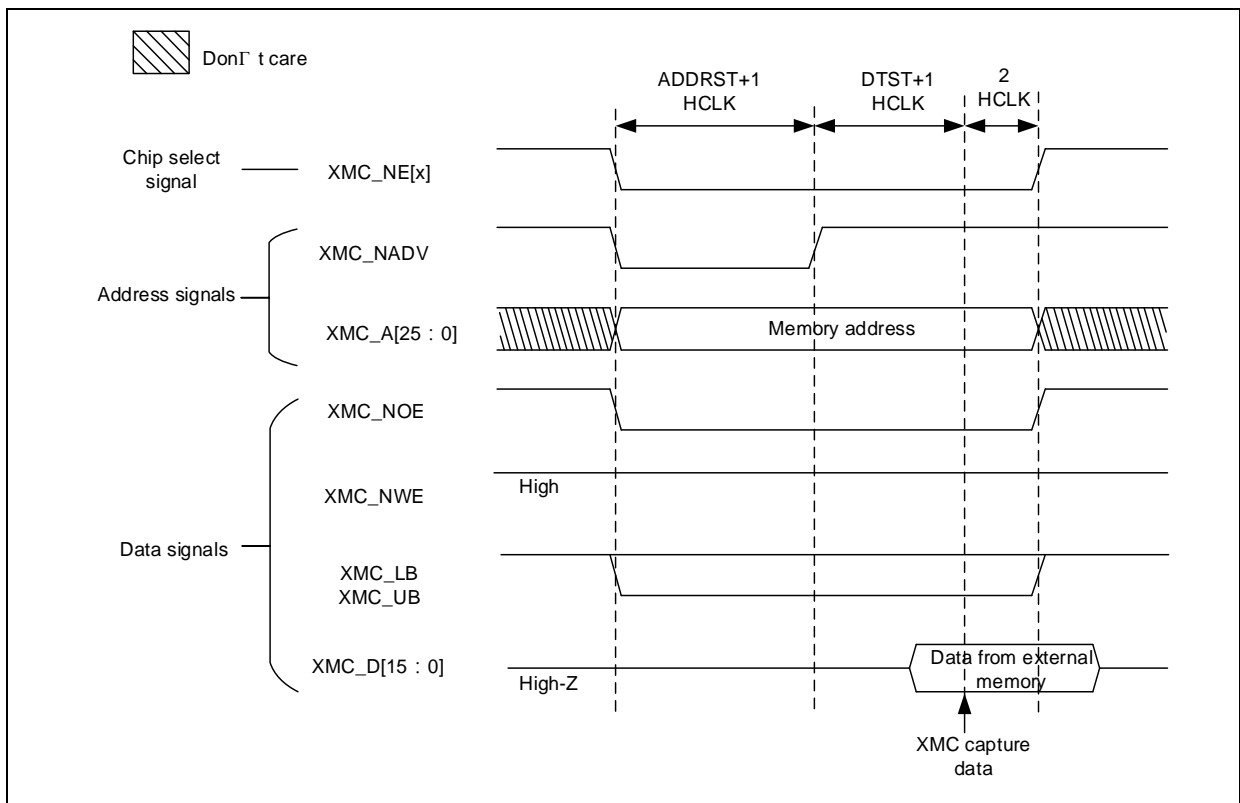 DonΓ t care
ADDRST+1
HCLK
DTST+1
HCLK
2
HCLK
Chip select
signal
XMC_NE[x]
XMC_NADV
Address signals
XMC_A[25 : 0]
Memory address
XMC_NOE
XMC_NWE
High
Data signals
XMC_LB
XMC_UB
XMC_D[15 : 0]
High-Z
Data from external
memory
XMC capture
data